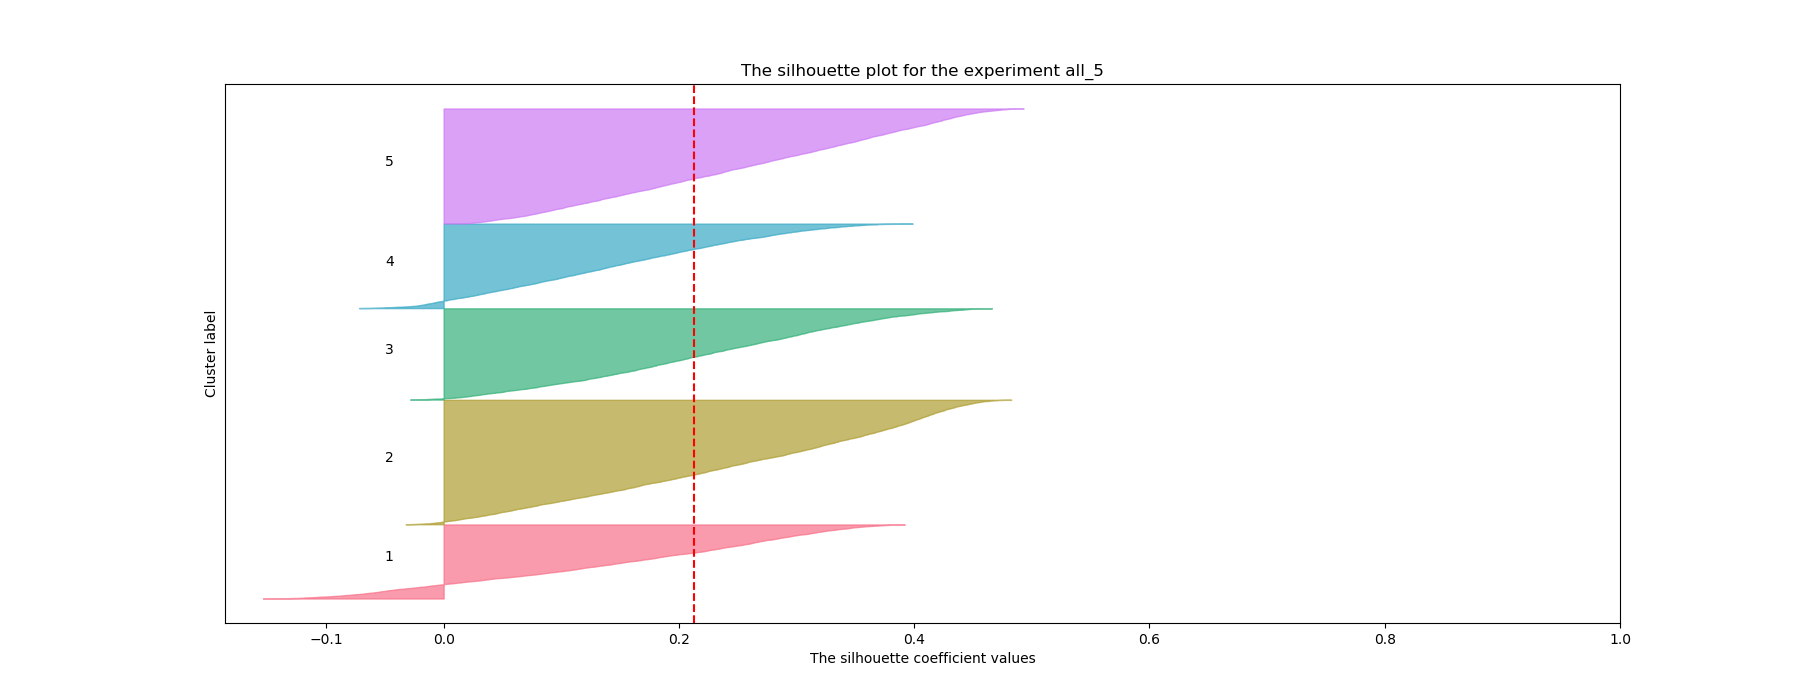 The silhouette plot for the experiment all_5
5
4
3
2
1
Cluster label
−0.1 0.0 0.2 0.4 0.6 0.8 1.0
The silhouette coefficient values